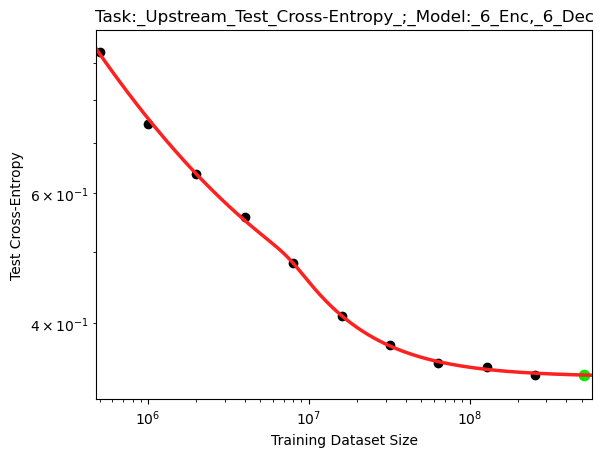 Task:_Upstream_Test_Cross-Entropy_;_Model:_6_Enc,_6_Dec
Test Cross-Entropy
6 × 10⁻¹
4 × 10⁻¹
10⁶ 10⁷ 10⁸
Training Dataset Size